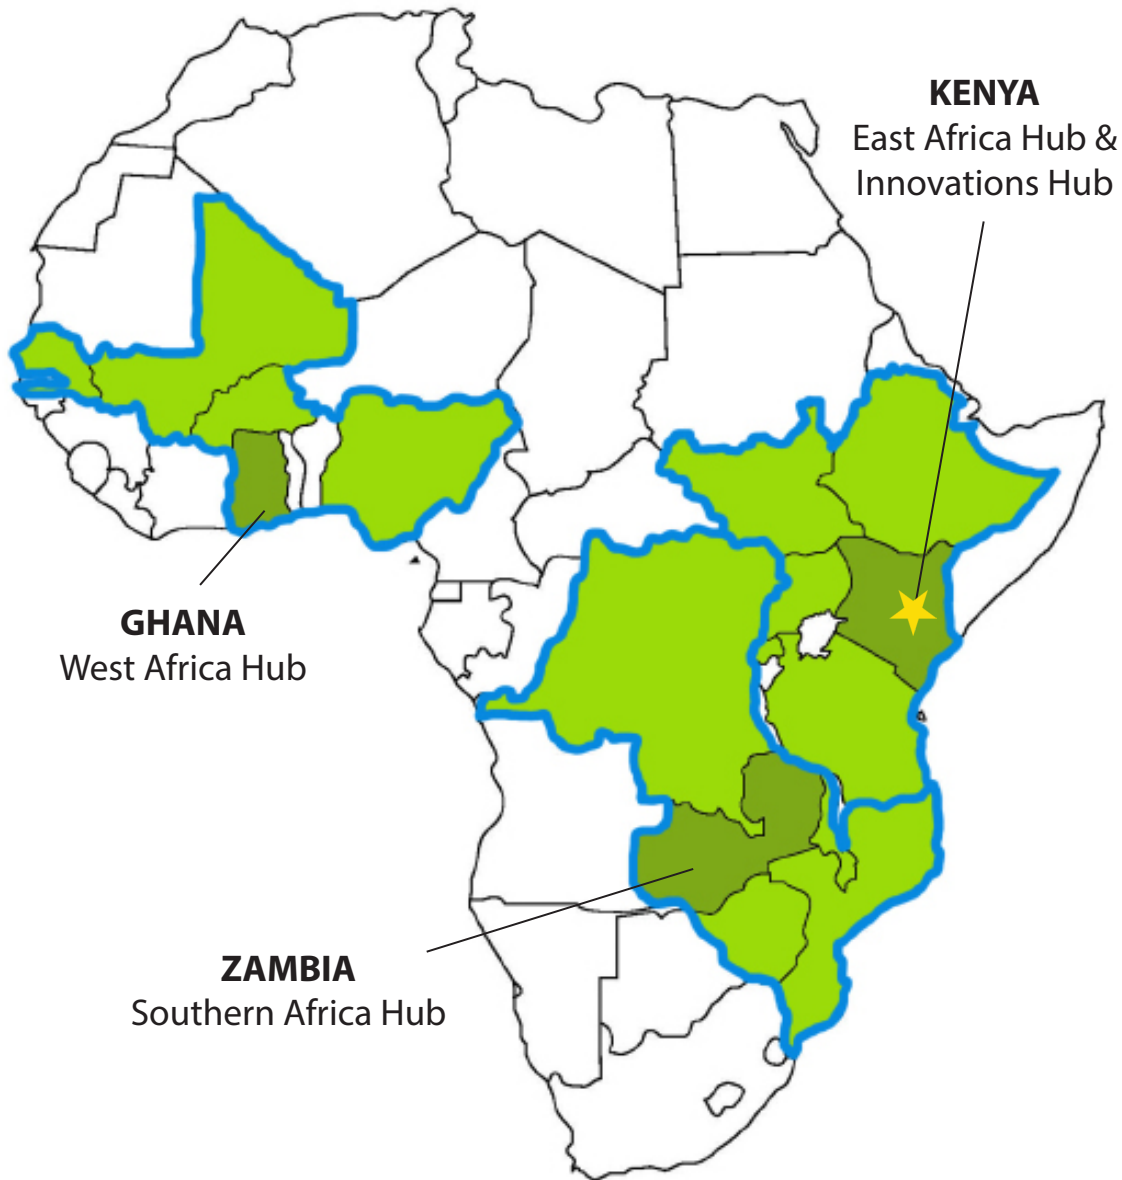 KENYA
East Africa Hub &
Innovations Hub
GHANA
West Africa Hub
ZAMBIA
Southern Africa Hub